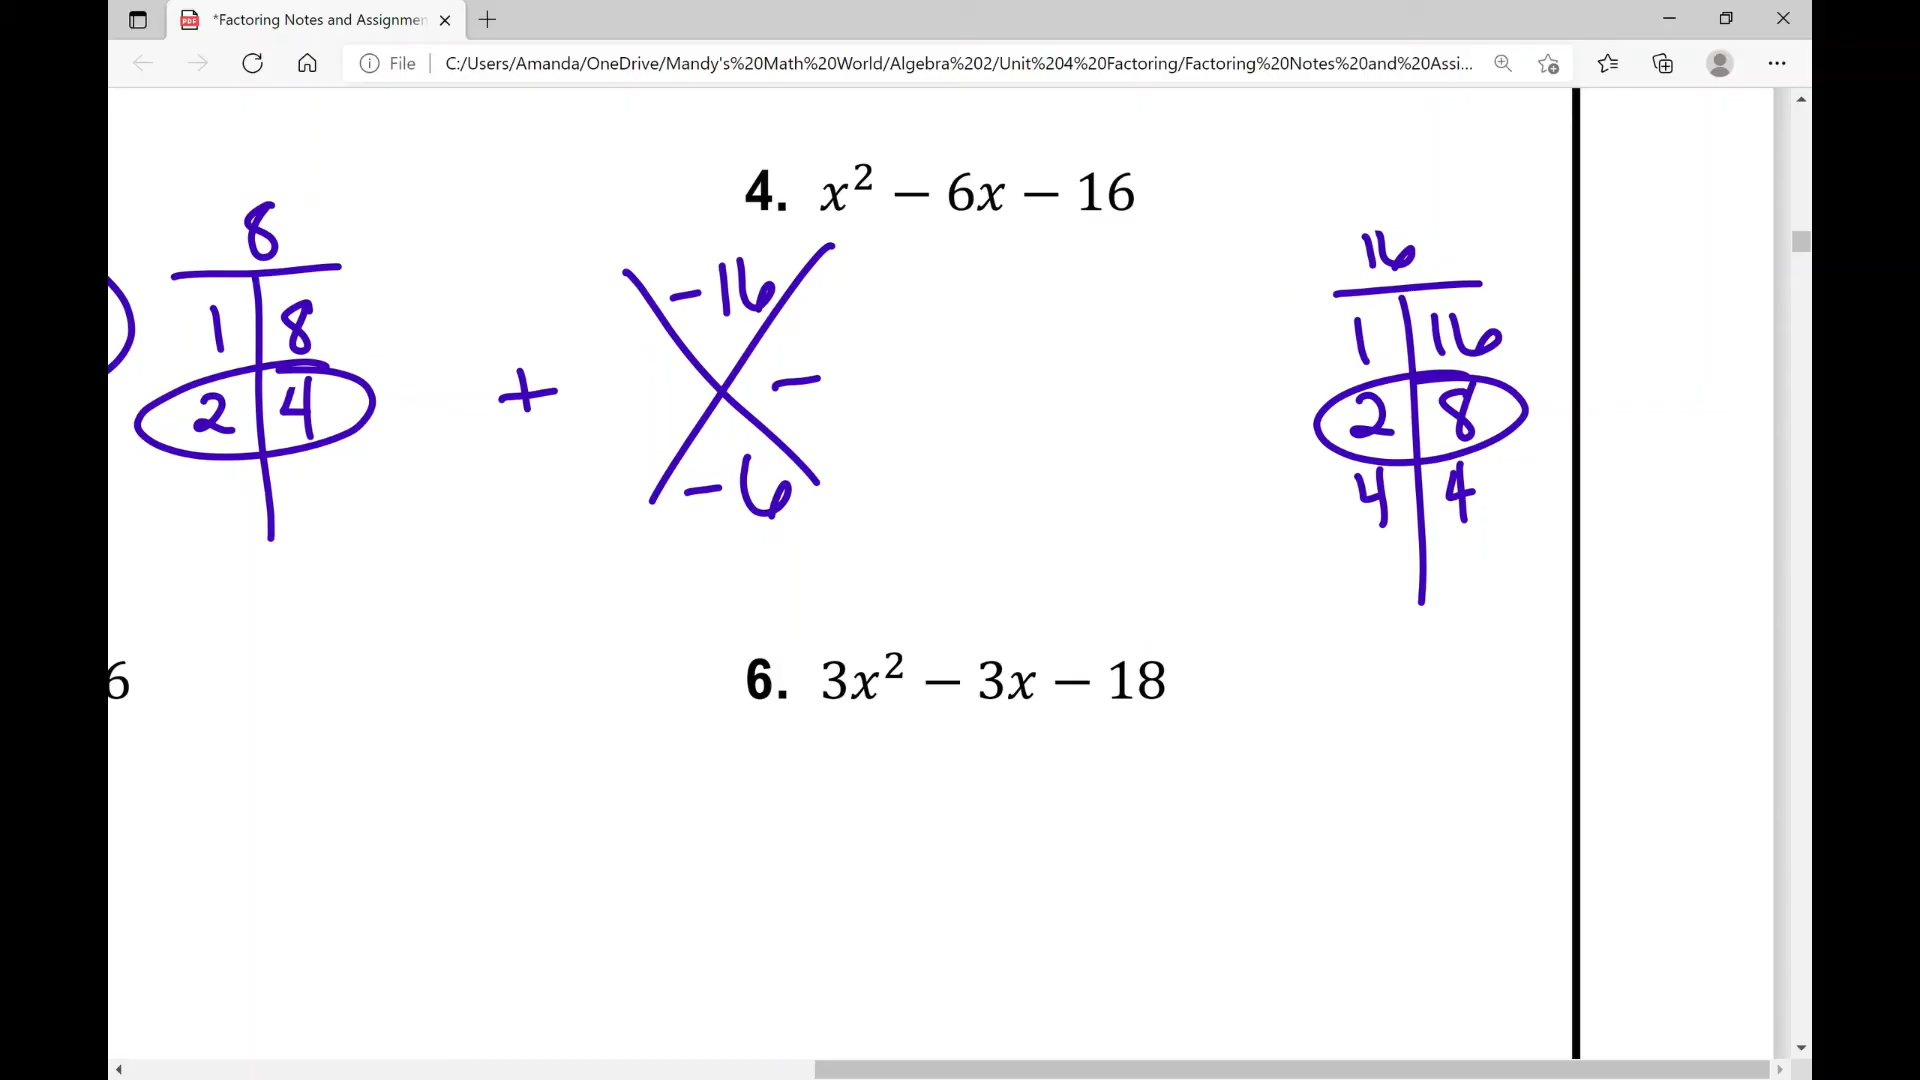 *Factoring Notes and Assignmen
File C:/Users/Amanda/OneDrive/Mandy's%20Math%20World/Algebra%202/Unit%204%20Factoring/Factoring%20Notes%20and%20Assi...
4. x² − 6x − 16
8
1 8
2 4
-16
+ -
-6
16
1 16
2 8
4 4
6
6. 3x² − 3x − 18